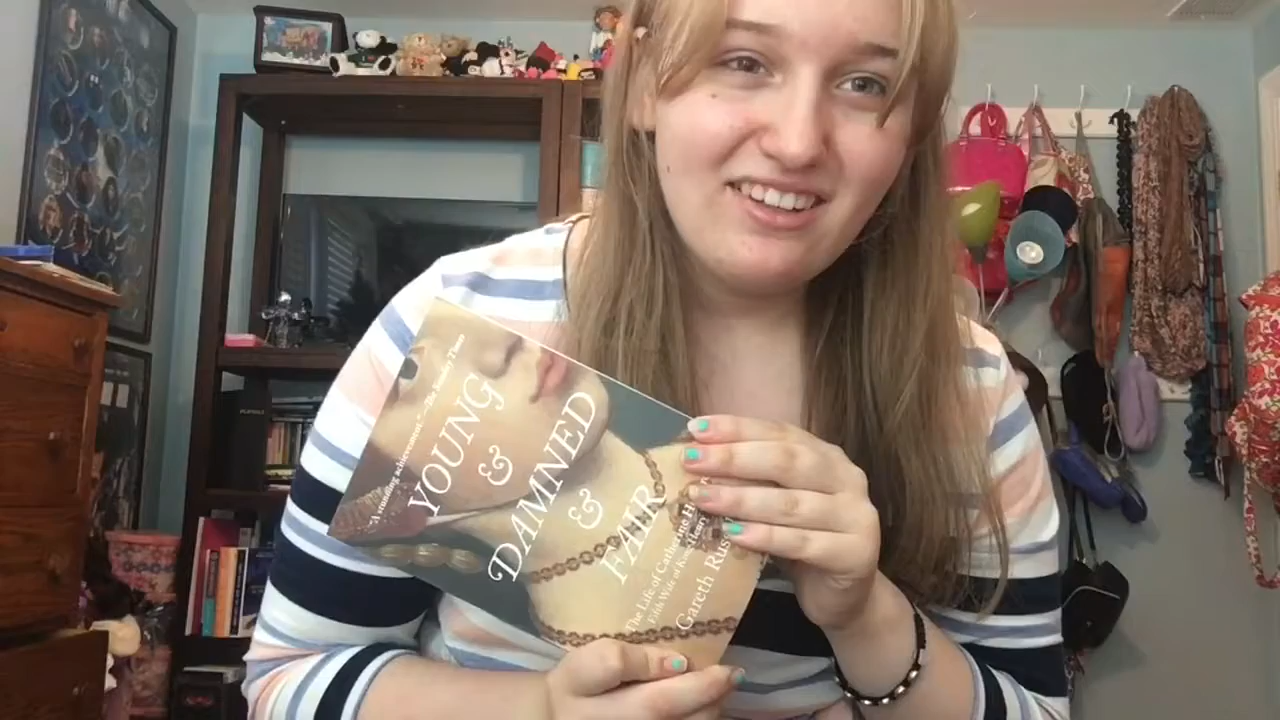 "A stunning achievement."—The Sunday Times
YOUNG
&
DAMNED
&
FAIR
The Life of Catherine
Fifth Wife of King Henry
Gareth Rus